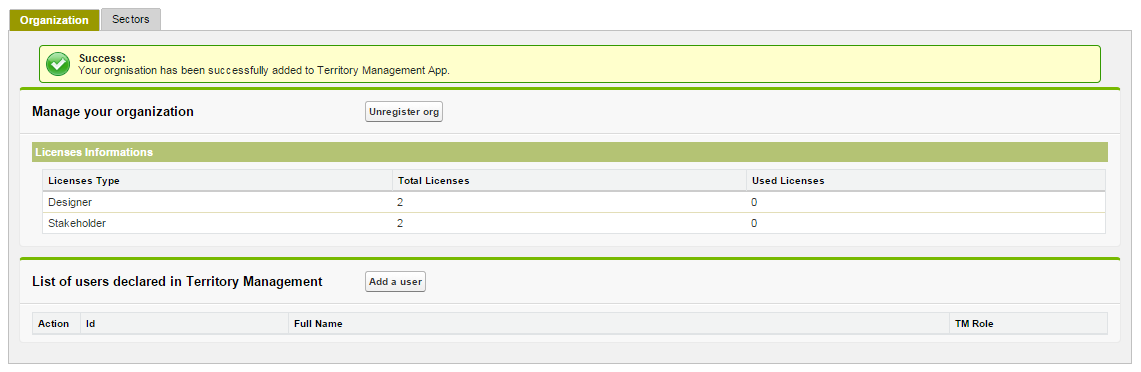 Organization Sectors
Success:
Your orgnisation has been successfully added to Territory Management App.
Manage your organization Unregister org
Licenses Informations
Licenses Type Total Licenses Used Licenses
Designer 2 0
Stakeholder 2 0
List of users declared in Territory Management Add a user
Action Id Full Name TM Role